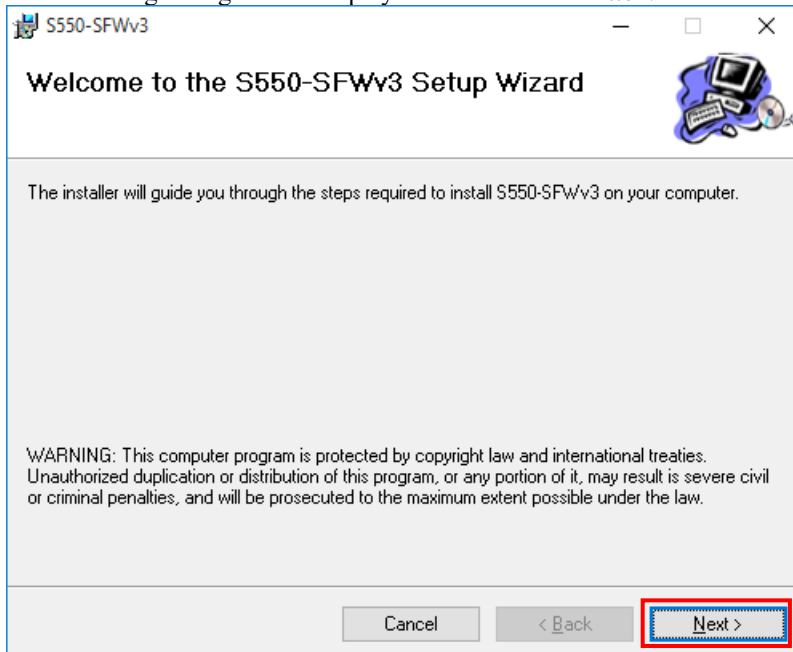 S550-SFWv3
Welcome to the S550-SFWv3 Setup Wizard
The installer will guide you through the steps required to install S550-SFWv3 on your computer.
WARNING: This computer program is protected by copyright law and international treaties.
Unauthorized duplication or distribution of this program, or any portion of it, may result is severe civil
or criminal penalties, and will be prosecuted to the maximum extent possible under the law.
Cancel
< Back
Next >